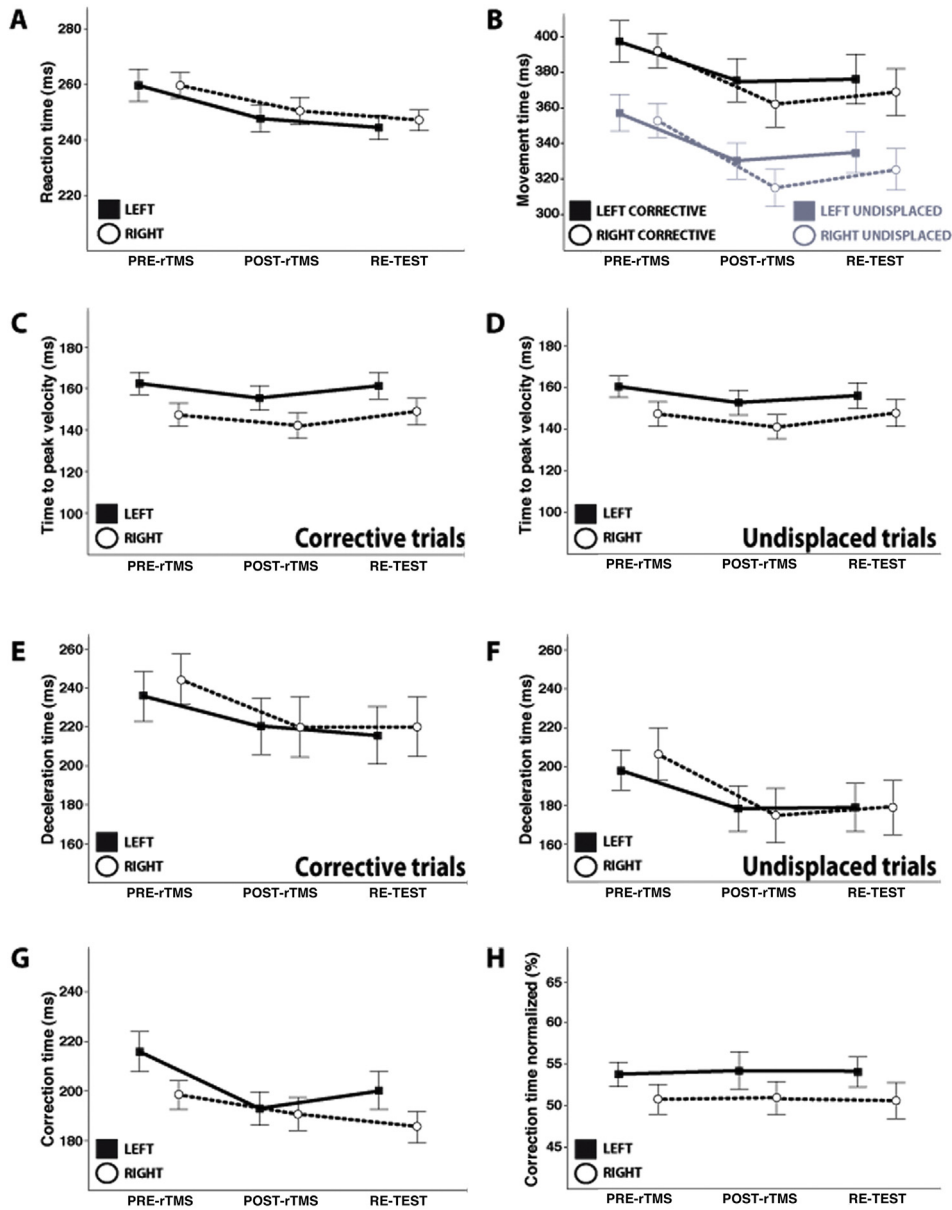 A
Reaction time (ms)
280
260
240
220
LEFT
RIGHT
PRE-rTMS POST-rTMS RE-TEST
B
Movement time (ms)
400
380
360
340
320
300
LEFT CORRECTIVE LEFT UNDISPLACED
RIGHT CORRECTIVE RIGHT UNDISPLACED
PRE-rTMS POST-rTMS RE-TEST
C
Time to peak velocity (ms)
180
160
140
120
100
LEFT
RIGHT
Corrective trials
PRE-rTMS POST-rTMS RE-TEST
D
Time to peak velocity (ms)
180
160
140
120
100
LEFT
RIGHT
Undisplaced trials
PRE-rTMS POST-rTMS RE-TEST
E
Deceleration time (ms)
260
240
220
200
180
160
LEFT
RIGHT
Corrective trials
PRE-rTMS POST-rTMS RE-TEST
F
Deceleration time (ms)
260
240
220
200
180
160
LEFT
RIGHT
Undisplaced trials
PRE-rTMS POST-rTMS RE-TEST
G
Correction time (ms)
240
220
200
180
LEFT
RIGHT
PRE-rTMS POST-rTMS RE-TEST
H
Correction time normalized (%)
65
60
55
50
45
LEFT
RIGHT
PRE-rTMS POST-rTMS RE-TEST